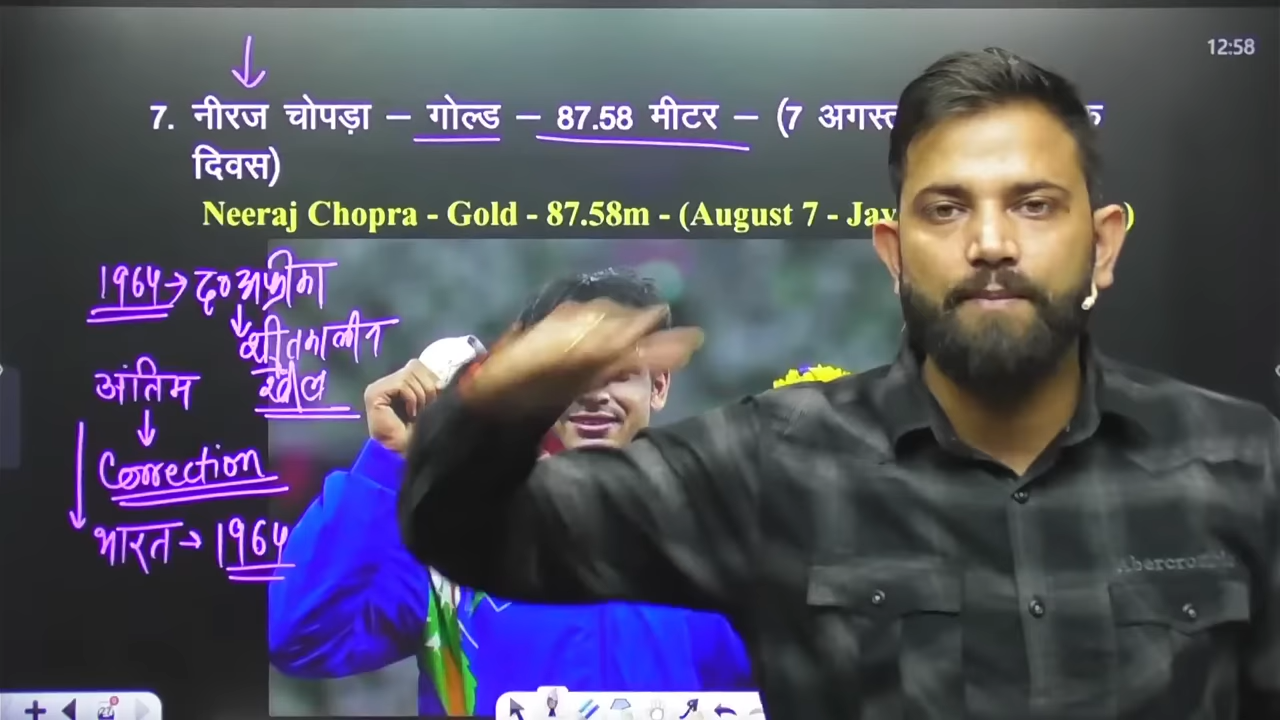 12:58
7. नीरज चोपड़ा – गोल्ड – 87.58 मीटर – (7 अगस्त
दिवस)
Neeraj Chopra - Gold - 87.58m - (August 7 - Jav )
1964 → द० अफ्रीका
↓
शीतकालीन
खेल
अंतिम
↓
Correction
भारत → 1964
Abercrombie